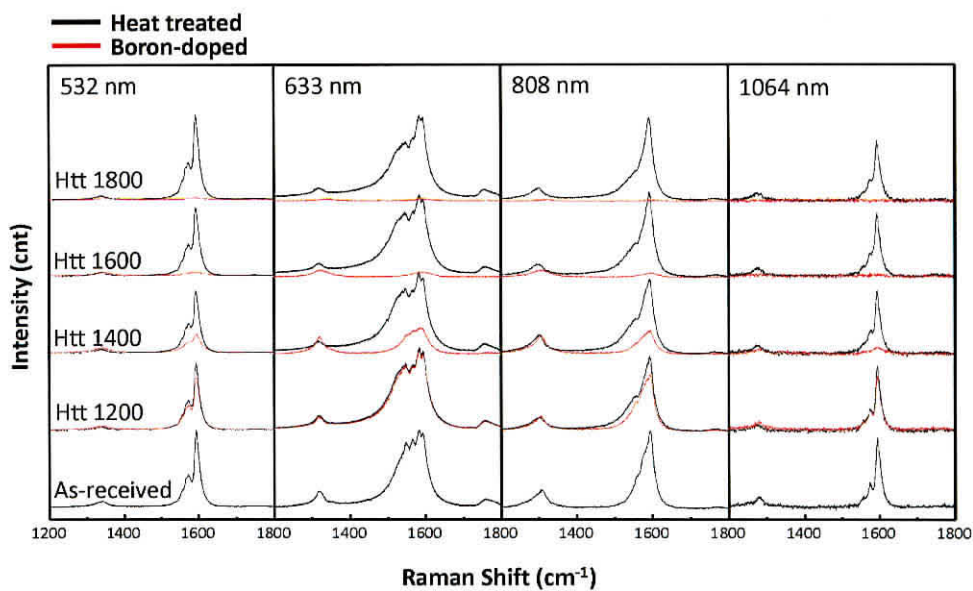 Heat treated
Boron-doped
532 nm
633 nm
808 nm
1064 nm
Htt 1800
Htt 1600
Htt 1400
Htt 1200
As-received
Intensity (cnt)
1200 1400 1600 1200 1400 1600 1200 1400 1600 1800 1400 1600 1800
Raman Shift (cm⁻¹)